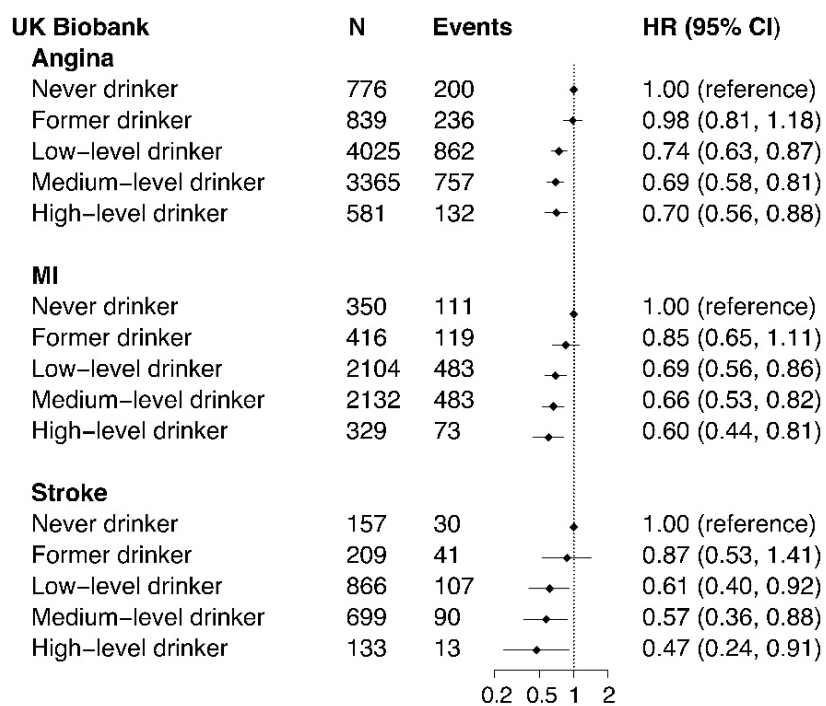 UK Biobank N Events HR (95% CI)
Angina
Never drinker 776 200 1.00 (reference)
Former drinker 839 236 0.98 (0.81, 1.18)
Low−level drinker 4025 862 0.74 (0.63, 0.87)
Medium−level drinker 3365 757 0.69 (0.58, 0.81)
High−level drinker 581 132 0.70 (0.56, 0.88)
MI
Never drinker 350 111 1.00 (reference)
Former drinker 416 119 0.85 (0.65, 1.11)
Low−level drinker 2104 483 0.69 (0.56, 0.86)
Medium−level drinker 2132 483 0.66 (0.53, 0.82)
High−level drinker 329 73 0.60 (0.44, 0.81)
Stroke
Never drinker 157 30 1.00 (reference)
Former drinker 209 41 0.87 (0.53, 1.41)
Low−level drinker 866 107 0.61 (0.40, 0.92)
Medium−level drinker 699 90 0.57 (0.36, 0.88)
High−level drinker 133 13 0.47 (0.24, 0.91)
0.2 0.5 1 2